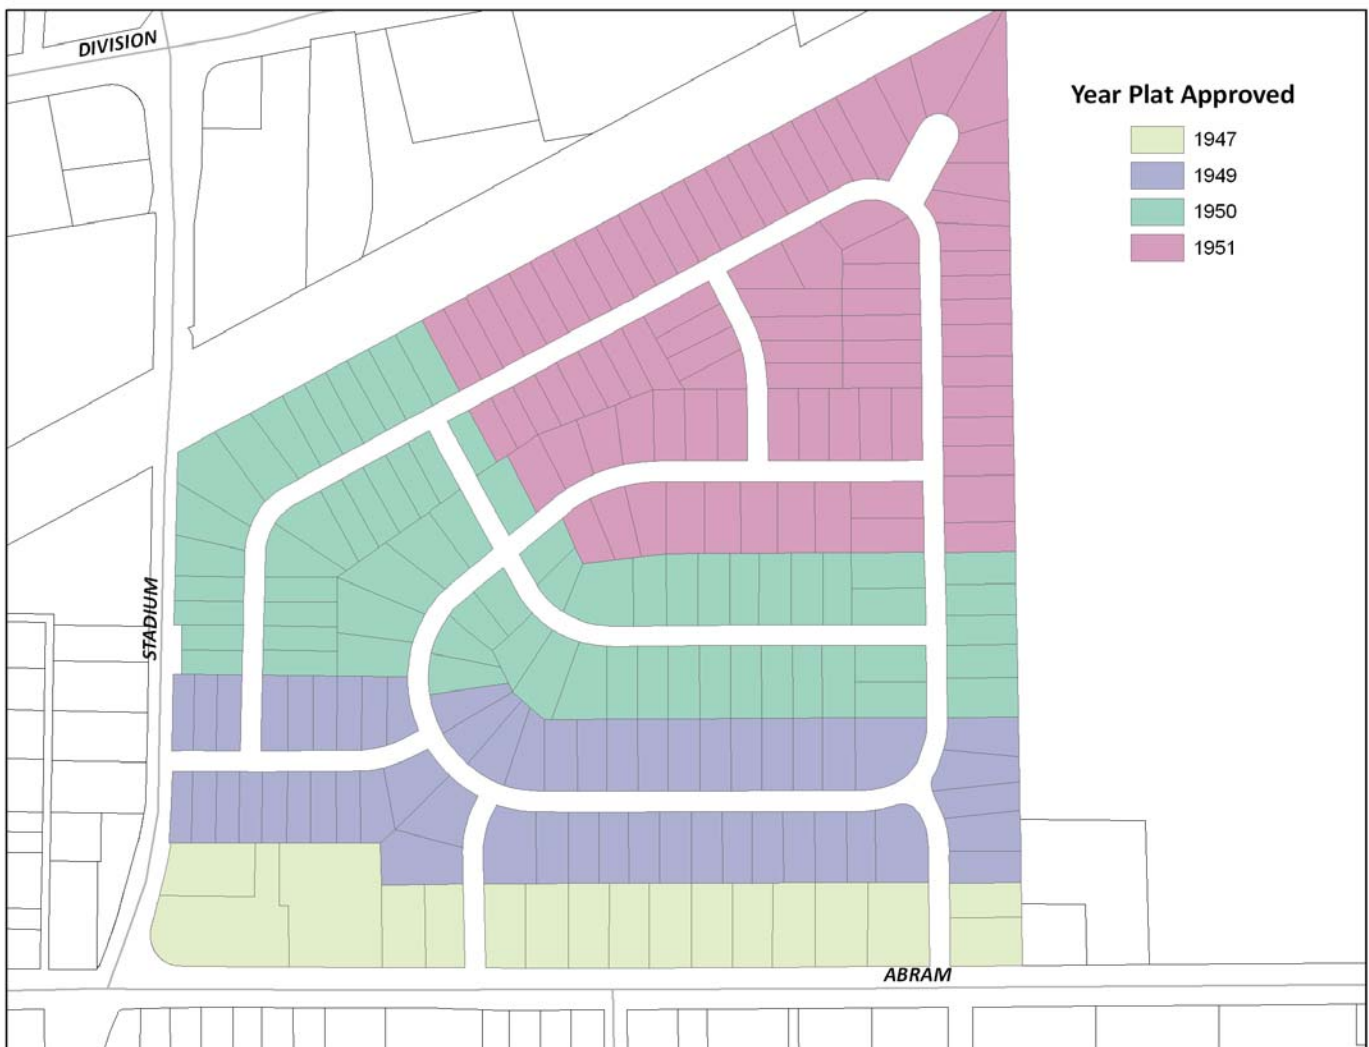 DIVISION
Year Plat Approved
1947
1949
1950
1951
STADIUM
ABRAM